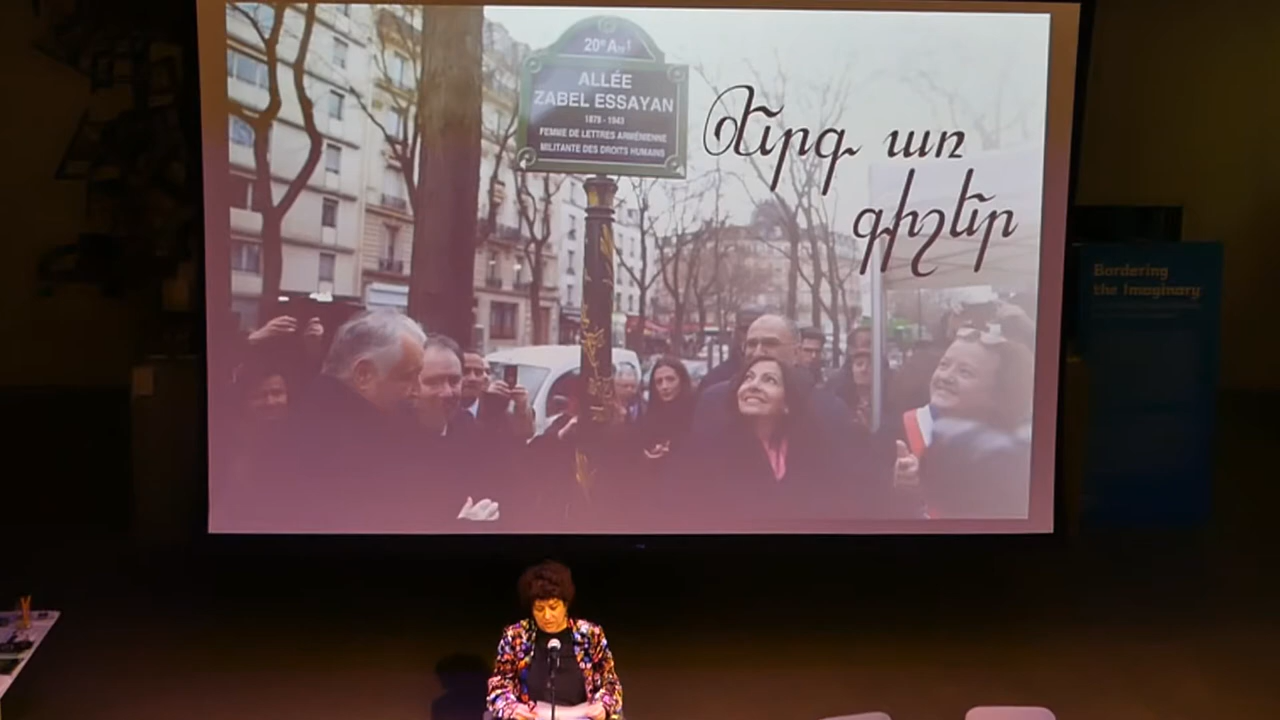 20e Arrt
ALLÉE
ZABEL ESSAYAN
1878 - 1943
FEMME DE LETTRES ARMÉNIENNE
MILITANTE DES DROITS HUMAINS
Երգ առ
գիշեր
Bordering
the Imaginary